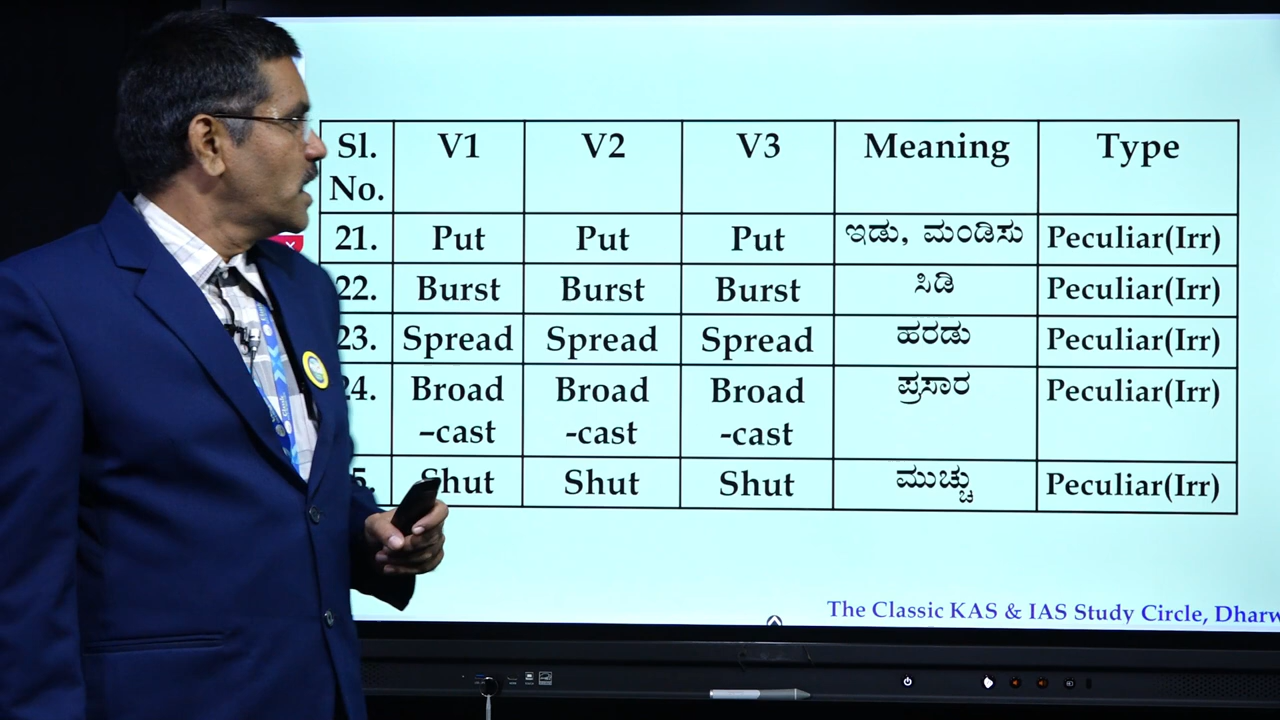 Sl. No. V1 V2 V3 Meaning Type
21. Put Put Put ಇಡು, ಮಂಡಿಸು Peculiar(Irr)
22. Burst Burst Burst ಸಿಡಿ Peculiar(Irr)
23. Spread Spread Spread ಹರಡು Peculiar(Irr)
24. Broad –cast Broad -cast Broad -cast ಪ್ರಸಾರ Peculiar(Irr)
5. Shut Shut Shut ಮುಚ್ಚು Peculiar(Irr)
The Classic KAS & IAS Study Circle, Dharw